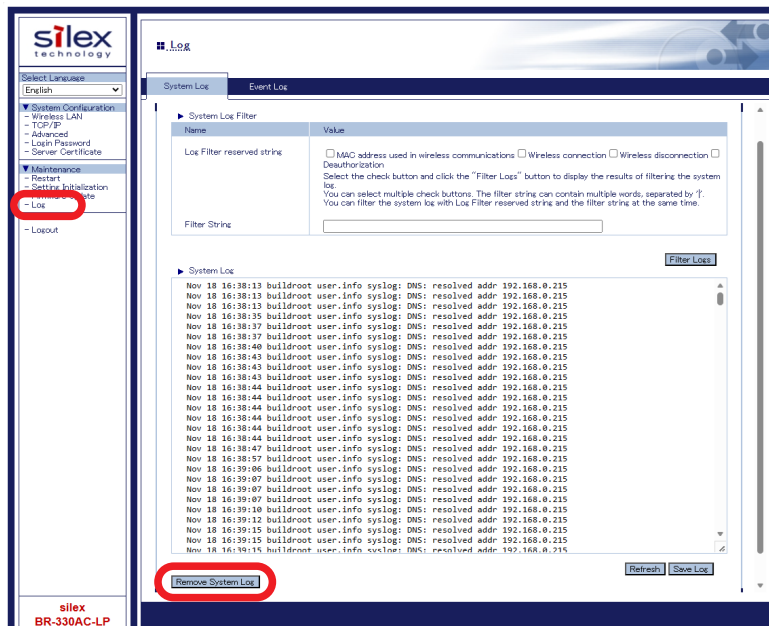 silex
technology
Select Language
English
▼ System Configuration
- Wireless LAN
- TCP/IP
- Advanced
- Login Password
- Server Certificate
▼ Maintenance
- Restart
- Setting Initialization
- Log
- Logout
silex
BR-330AC-LP
Log
System Log
Event Log
▶ System Log Filter
Name Value
Log Filter reserved string
MAC address used in wireless communications Wireless connection Wireless disconnection
Deauthorization
Select the check button and click the "Filter Logs" button to display the results of filtering the system
log.
You can select multiple check buttons. The filter string can contain multiple words, separated by '|'.
You can filter the system log with Log Filter reserved string and the filter string at the same time.
Filter String
Filter Logs
▶ System Log
Nov 18 16:38:13 buildroot user.info syslog: DNS: resolved addr 192.168.0.215
Nov 18 16:38:13 buildroot user.info syslog: DNS: resolved addr 192.168.0.215
Nov 18 16:38:13 buildroot user.info syslog: DNS: resolved addr 192.168.0.215
Nov 18 16:38:35 buildroot user.info syslog: DNS: resolved addr 192.168.0.215
Nov 18 16:38:37 buildroot user.info syslog: DNS: resolved addr 192.168.0.215
Nov 18 16:38:37 buildroot user.info syslog: DNS: resolved addr 192.168.0.215
Nov 18 16:38:40 buildroot user.info syslog: DNS: resolved addr 192.168.0.215
Nov 18 16:38:43 buildroot user.info syslog: DNS: resolved addr 192.168.0.215
Nov 18 16:38:43 buildroot user.info syslog: DNS: resolved addr 192.168.0.215
Nov 18 16:38:43 buildroot user.info syslog: DNS: resolved addr 192.168.0.215
Nov 18 16:38:44 buildroot user.info syslog: DNS: resolved addr 192.168.0.215
Nov 18 16:38:44 buildroot user.info syslog: DNS: resolved addr 192.168.0.215
Nov 18 16:38:44 buildroot user.info syslog: DNS: resolved addr 192.168.0.215
Nov 18 16:38:44 buildroot user.info syslog: DNS: resolved addr 192.168.0.215
Nov 18 16:38:44 buildroot user.info syslog: DNS: resolved addr 192.168.0.215
Nov 18 16:38:44 buildroot user.info syslog: DNS: resolved addr 192.168.0.215
Nov 18 16:38:47 buildroot user.info syslog: DNS: resolved addr 192.168.0.215
Nov 18 16:38:57 buildroot user.info syslog: DNS: resolved addr 192.168.0.215
Nov 18 16:39:06 buildroot user.info syslog: DNS: resolved addr 192.168.0.215
Nov 18 16:39:07 buildroot user.info syslog: DNS: resolved addr 192.168.0.215
Nov 18 16:39:07 buildroot user.info syslog: DNS: resolved addr 192.168.0.215
Nov 18 16:39:07 buildroot user.info syslog: DNS: resolved addr 192.168.0.215
Nov 18 16:39:10 buildroot user.info syslog: DNS: resolved addr 192.168.0.215
Nov 18 16:39:12 buildroot user.info syslog: DNS: resolved addr 192.168.0.215
Nov 18 16:39:15 buildroot user.info syslog: DNS: resolved addr 192.168.0.215
Nov 18 16:39:15 buildroot user.info syslog: DNS: resolved addr 192.168.0.215
Nov 18 16:39:15 buildroot user.info syslog: DNS: resolved addr 192.168.0.215
Refresh Save Log
Remove System Log